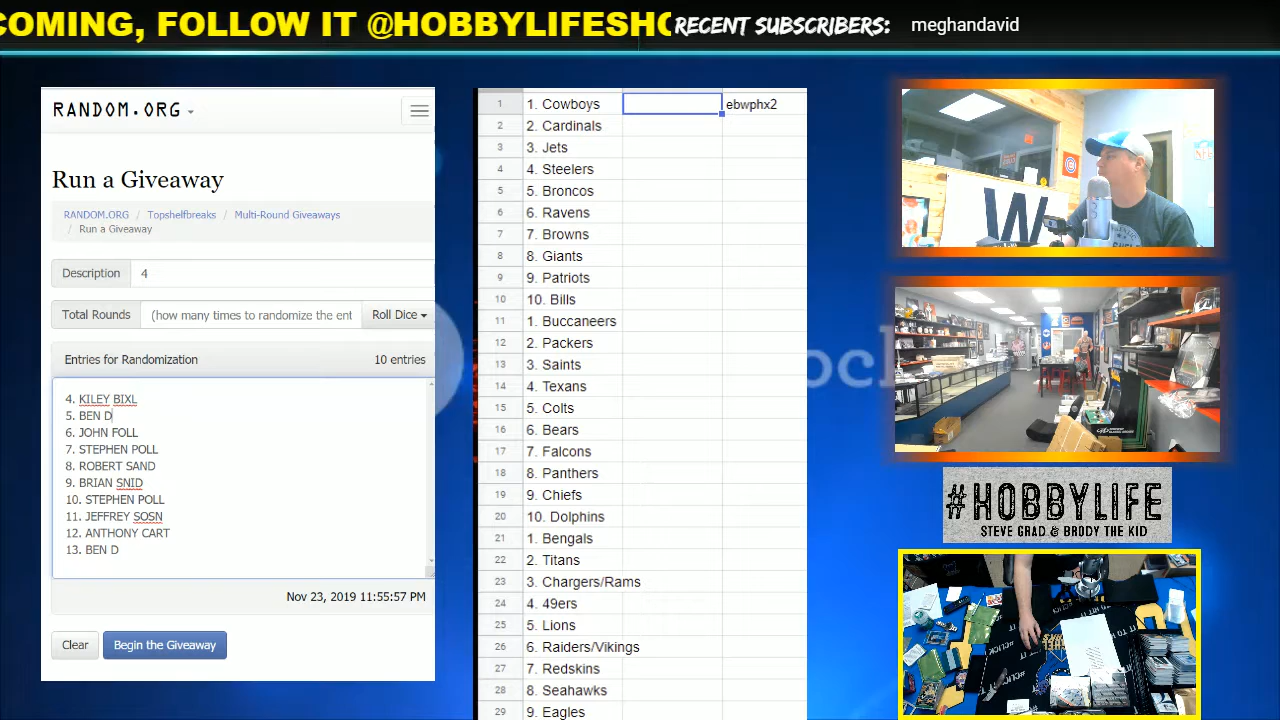 COMING, FOLLOW IT @HOBBYLIFESHO
RECENT SUBSCRIBERS: meghandavid
RANDOM.ORG
Run a Giveaway
RANDOM.ORG / Topshelfbreaks / Multi-Round Giveaways
/ Run a Giveaway
Description 4
Total Rounds (how many times to randomize the ent Roll Dice
Entries for Randomization 10 entries
4. KILEY BIXL
5. BEN D
6. JOHN FOLL
7. STEPHEN POLL
8. ROBERT SAND
9. BRIAN SNID
10. STEPHEN POLL
11. JEFFREY SOSN
12. ANTHONY CART
13. BEN D
Nov 23, 2019 11:55:57 PM
Clear Begin the Giveaway
1 1. Cowboys ebwphx2
2 2. Cardinals
3 3. Jets
4 4. Steelers
5 5. Broncos
6 6. Ravens
7 7. Browns
8 8. Giants
9 9. Patriots
10 10. Bills
11 1. Buccaneers
12 2. Packers
13 3. Saints
14 4. Texans
15 5. Colts
16 6. Bears
17 7. Falcons
18 8. Panthers
19 9. Chiefs
20 10. Dolphins
21 1. Bengals
22 2. Titans
23 3. Chargers/Rams
24 4. 49ers
25 5. Lions
26 6. Raiders/Vikings
27 7. Redskins
28 8. Seahawks
29 9. Eagles
W
#HOBBYLIFE
STEVE GRAD & BRODY THE KID